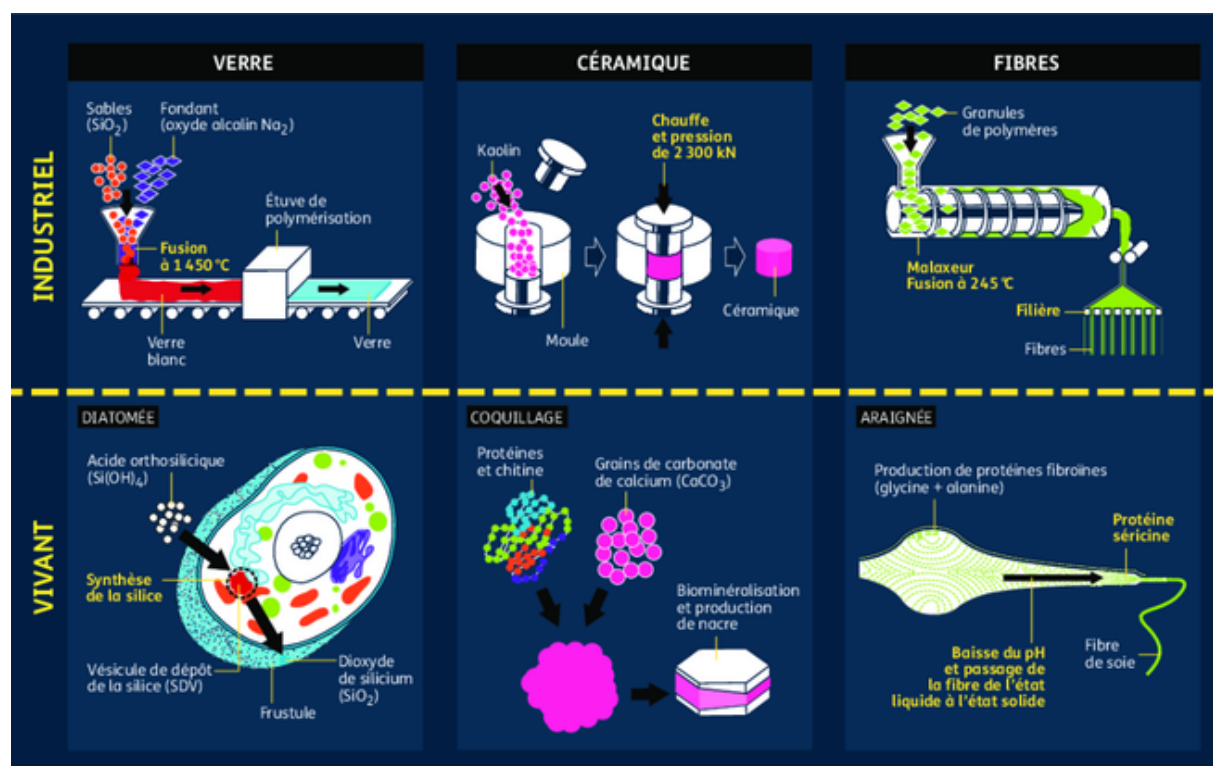 VERRE
CÉRAMIQUE
FIBRES
INDUSTRIEL
Sables
(SiO₂)
Fondant
(oxyde alcalin Na₂)
Étuve de
polymérisation
Fusion
à 1 450 °C
Verre
blanc
Verre
Kaolin
Chauffe
et pression
de 2 300 kN
Moule
Céramique
Granules
de polymères
Malaxeur
Fusion à 245 °C
Filière
Fibres
VIVANT
DIATOMÉE
Acide orthosilicique
(Si(OH)₄)
Synthèse
de la silice
Vésicule de dépôt
de la silice (SDV)
Frustule
Dioxyde
de silicium
(SiO₂)
COQUILLAGE
Protéines
et chitine
Grains de carbonate
de calcium (CaCO₃)
Biominéralisation
et production
de nacre
ARAIGNÉE
Production de protéines fibroïnes
(glycine + alanine)
Protéine
séricine
Baisse du pH
et passage de
la fibre de l'état
liquide à l'état solide
Fibre
de soie